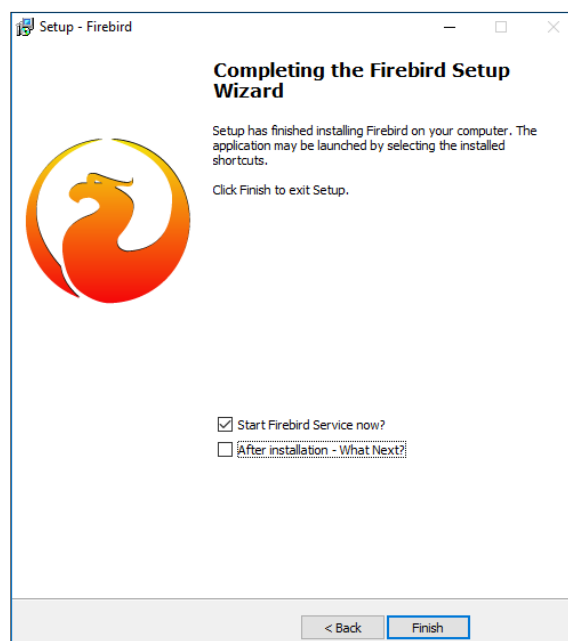 Setup - Firebird
Completing the Firebird Setup
Wizard
Setup has finished installing Firebird on your computer. The
application may be launched by selecting the installed
shortcuts.
Click Finish to exit Setup.
Start Firebird Service now?
After installation - What Next?
< Back
Finish